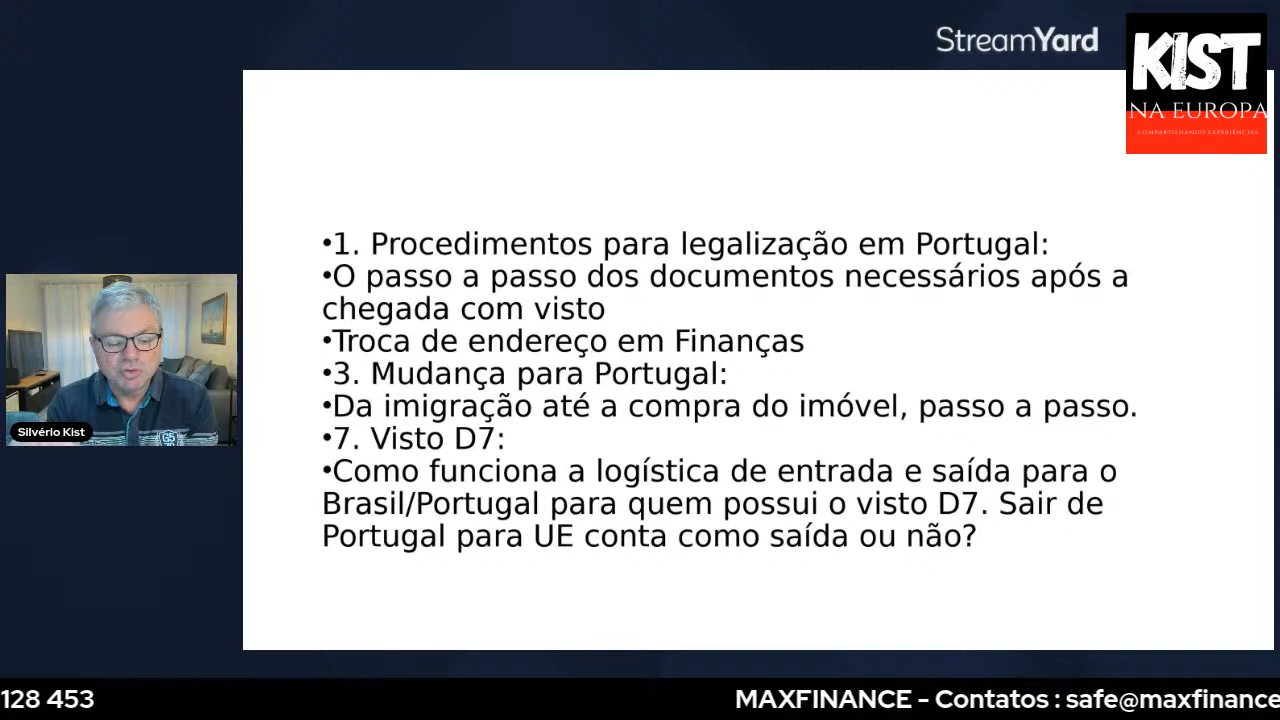 StreamYard
KIST
NA EUROPA
COMPARTILHANDO EXPERIÊNCIAS
•1. Procedimentos para legalização em Portugal:
•O passo a passo dos documentos necessários após a
chegada com visto
•Troca de endereço em Finanças
•3. Mudança para Portugal:
•Da imigração até a compra do imóvel, passo a passo.
•7. Visto D7:
•Como funciona a logística de entrada e saída para o
Brasil/Portugal para quem possui o visto D7. Sair de
Portugal para UE conta como saída ou não?
Silvério Kist
128 453
MAXFINANCE - Contatos : safe@maxfinance